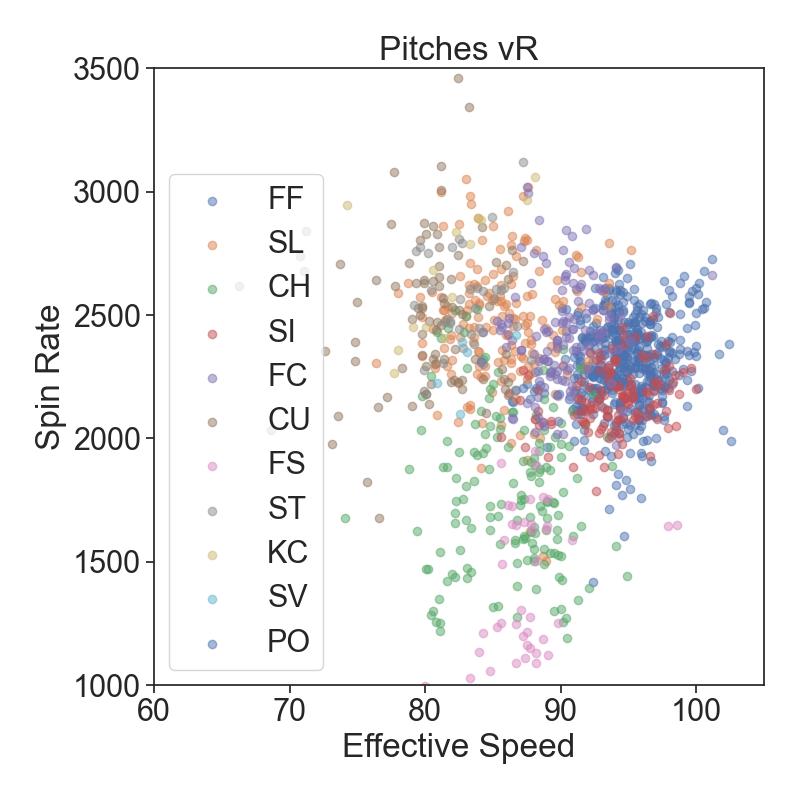 Pitches vR
3500
3000
2500
2000
1500
1000
Spin Rate
FF
SL
CH
SI
FC
CU
FS
ST
KC
SV
PO
60 70 80 90 100
Effective Speed